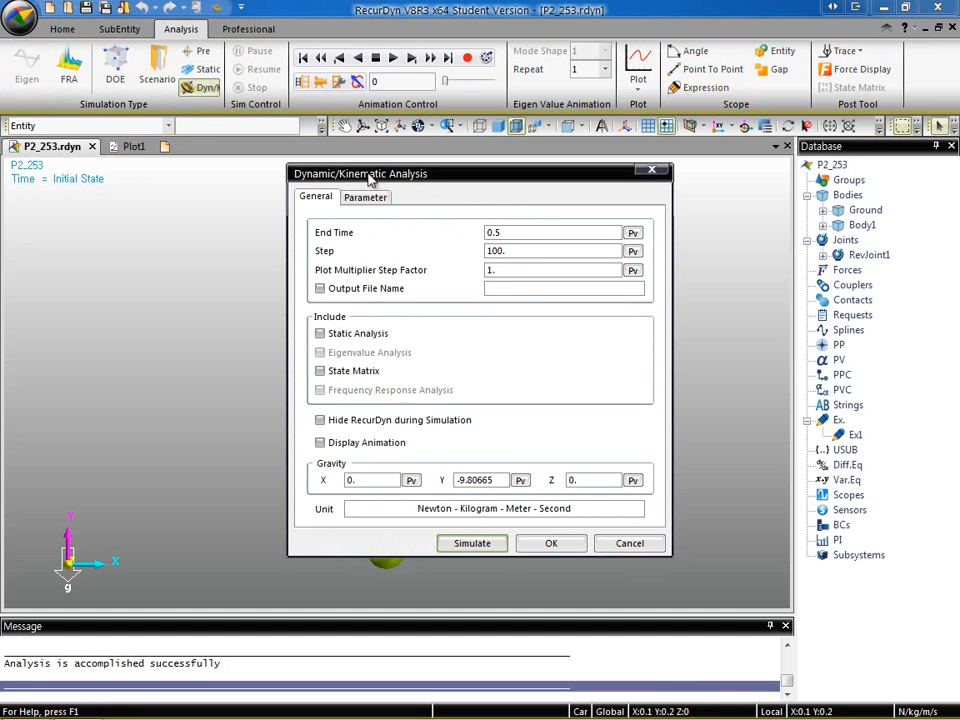 RecurDyn V8R3 x64 Student Version - [P2_253.rdyn]
Home SubEntity Analysis Professional
Eigen FRA DOE Scenario Pre Static Dyn/K
Pause Resume Stop
0
Mode Shape 1
Repeat 1
Plot
Angle Entity
Point To Point Gap
Expression
Trace
Force Display
State Matrix
Simulation Type Sim Control Animation Control Eigen Value Animation Plot Scope Post Tool
Entity
P2_253.rdyn Plot1
P2_253
Time = Initial State
Dynamic/Kinematic Analysis
General Parameter
End Time 0.5 Pv
Step 100. Pv
Plot Multiplier Step Factor 1. Pv
Output File Name
Include
Static Analysis
Eigenvalue Analysis
State Matrix
Frequency Response Analysis
Hide RecurDyn during Simulation
Display Animation
Gravity
X 0. Pv Y -9.80665 Pv Z 0. Pv
Unit Newton - Kilogram - Meter - Second
Simulate OK Cancel
Y
X
g
Database
P2_253
Groups
Bodies
Ground
Body1
Joints
RevJoint1
Forces
Couplers
Contacts
Requests
Splines
PP
PV
PPC
PVC
Strings
Ex.
Ex1
USUB
Diff.Eq
Var.Eq
Scopes
Sensors
BCs
PI
Subsystems
Message
Analysis is accomplished successfully
For Help, press F1 Car Global X:0.1 Y:0.2 Z:0 Local X:0.1 Y:0.2 N/kg/m/s